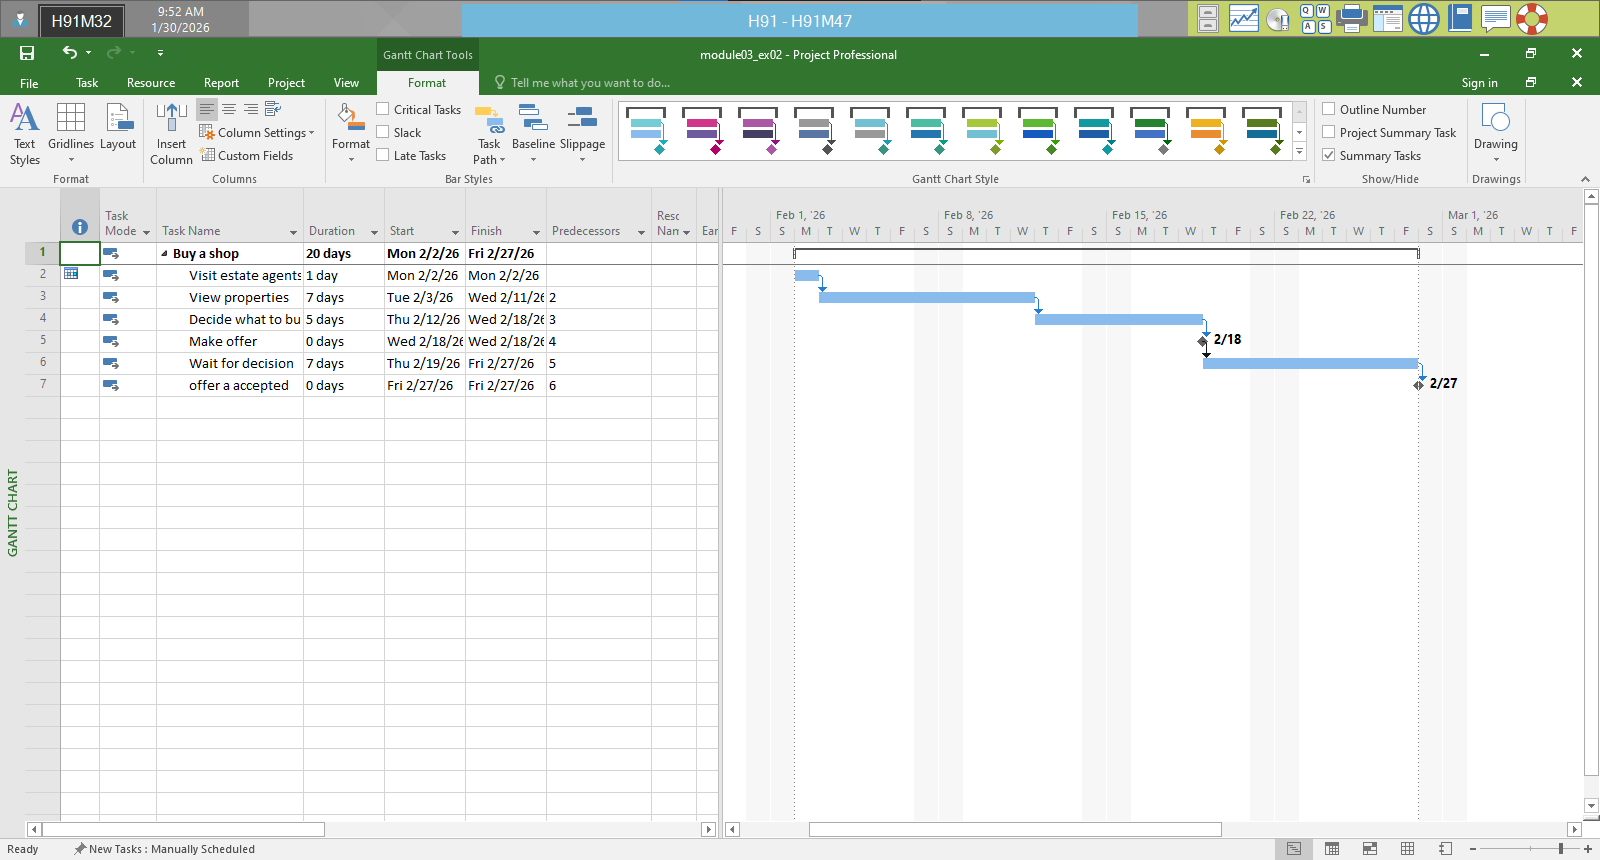 H91M32
9:52 AM
1/30/2026
H91 - H91M47
Q W
A S
Gantt Chart Tools
module03_ex02 - Project Professional
File Task Resource Report Project View Format Tell me what you want to do... Sign in
Text Styles
Gridlines
Layout
Format
Insert Column
Column Settings
Custom Fields
Columns
Format
Critical Tasks
Slack
Late Tasks
Task Path
Baseline
Slippage
Bar Styles
Gantt Chart Style
Outline Number
Project Summary Task
Summary Tasks
Show/Hide
Drawing
Drawings
Task Mode Task Name Duration Start Finish Predecessors Resc Nan Ear
1 Buy a shop 20 days Mon 2/2/26 Fri 2/27/26
2 Visit estate agents 1 day Mon 2/2/26 Mon 2/2/26
3 View properties 7 days Tue 2/3/26 Wed 2/11/26 2
4 Decide what to bu 5 days Thu 2/12/26 Wed 2/18/26 3
5 Make offer 0 days Wed 2/18/26 Wed 2/18/26 4
6 Wait for decision 7 days Thu 2/19/26 Fri 2/27/26 5
7 offer a accepted 0 days Fri 2/27/26 Fri 2/27/26 6
Feb 1, '26 Feb 8, '26 Feb 15, '26 Feb 22, '26 Mar 1, '26
F S S M T W T F S S M T W T F S S M T W T F S S M T W T F S S M T W T F
2/18
2/27
GANTT CHART
Ready New Tasks : Manually Scheduled